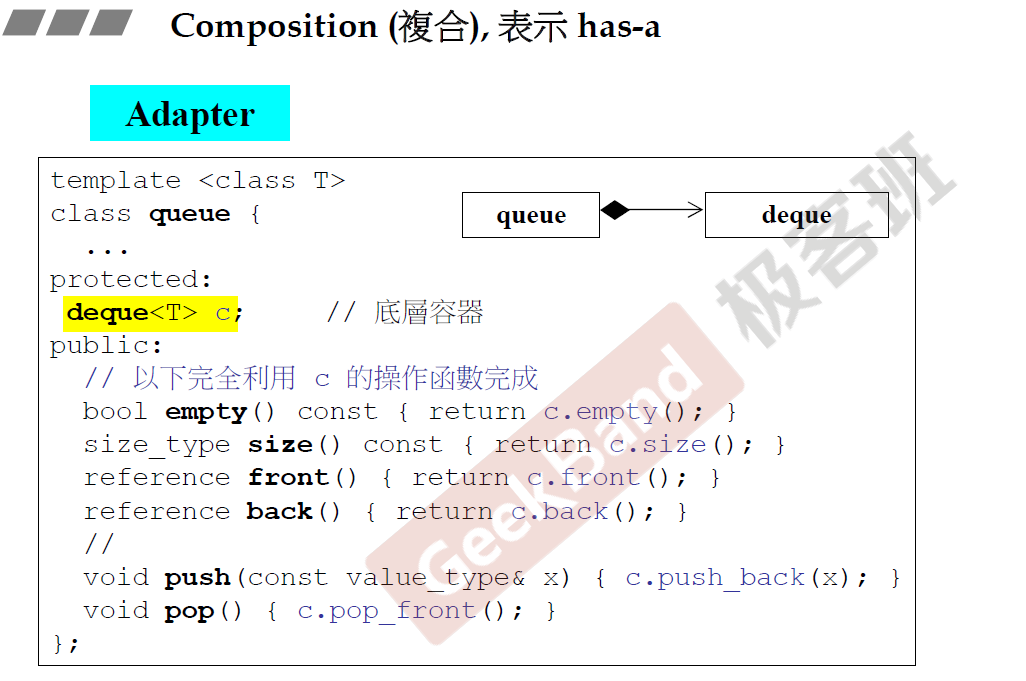 Composition (複合), 表示 has-a
Adapter
template <class T>
class queue {
...
protected:
deque<T> c; // 底層容器
public:
// 以下完全利用 c 的操作函數完成
bool empty() const { return c.empty(); }
size_type size() const { return c.size(); }
reference front() { return c.front(); }
reference back() { return c.back(); }
//
void push(const value_type& x) { c.push_back(x); }
void pop() { c.pop_front(); }
};
queue
deque
GeekBand 极客班